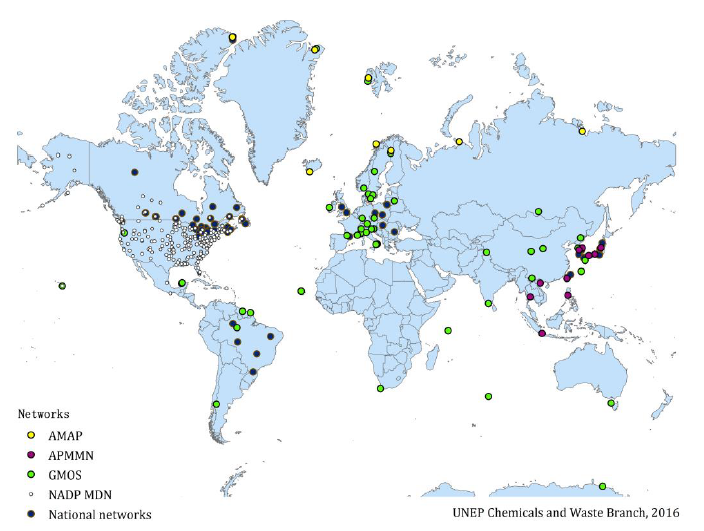 Networks
AMAP
APMMN
GMOS
NADP MDN
National networks
UNEP Chemicals and Waste Branch, 2016